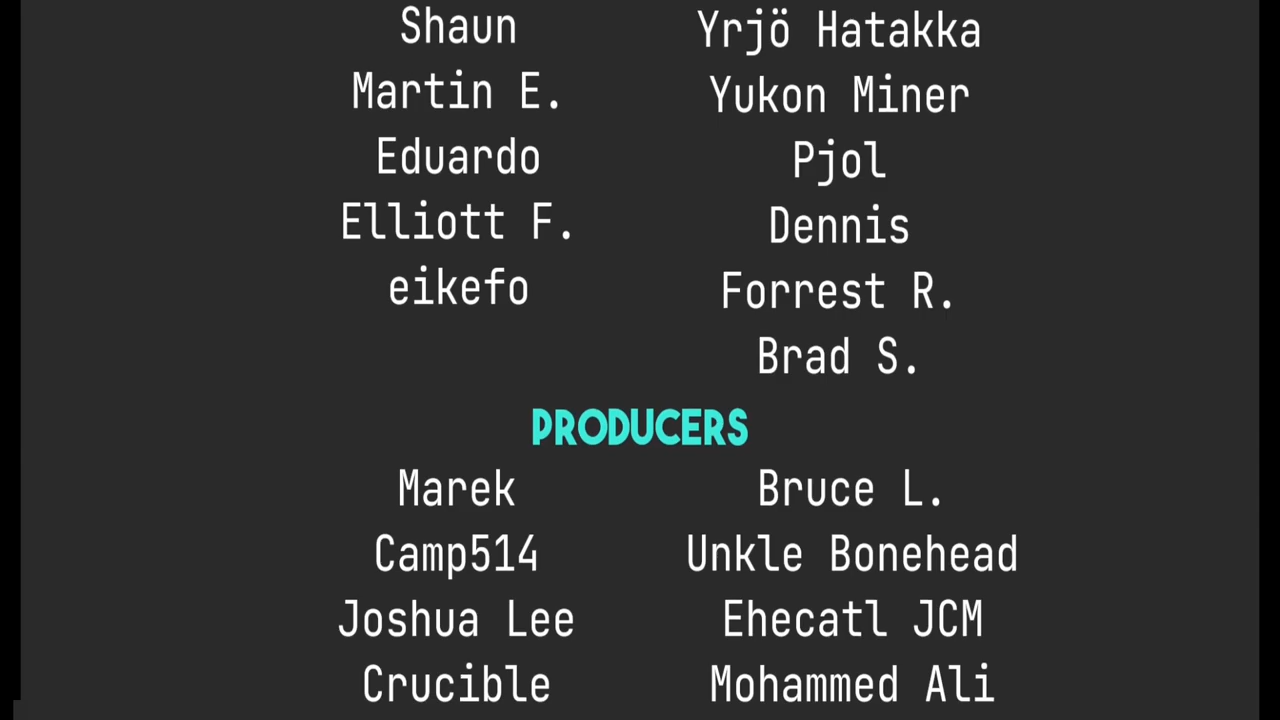 Shaun
Yrjö Hatakka
Martin E.
Yukon Miner
Eduardo
Pjol
Elliott F.
Dennis
eikefo
Forrest R.
Brad S.
PRODUCERS
Marek
Bruce L.
Camp514
Unkle Bonehead
Joshua Lee
Ehecatl JCM
Crucible
Mohammed Ali